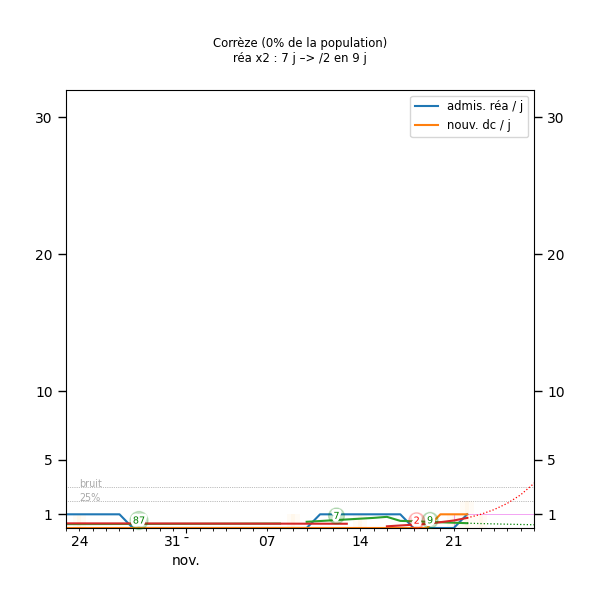 Corrèze (0% de la population)
réa x2 : 7 j –> /2 en 9 j
admis. réa / j
nouv. dc / j
30 30
20 20
10 10
5 5
bruit
25%
1 87 7 2 9 1
24 31 - 07 14 21
nov.